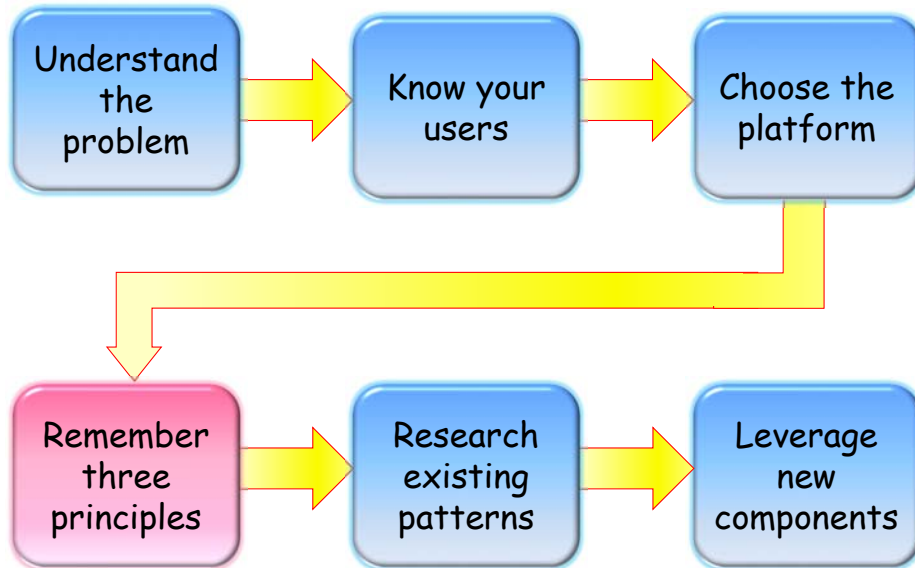 Understand
the
problem
Know your
users
Choose the
platform
Remember
three
principles
Research
existing
patterns
Leverage
new
components